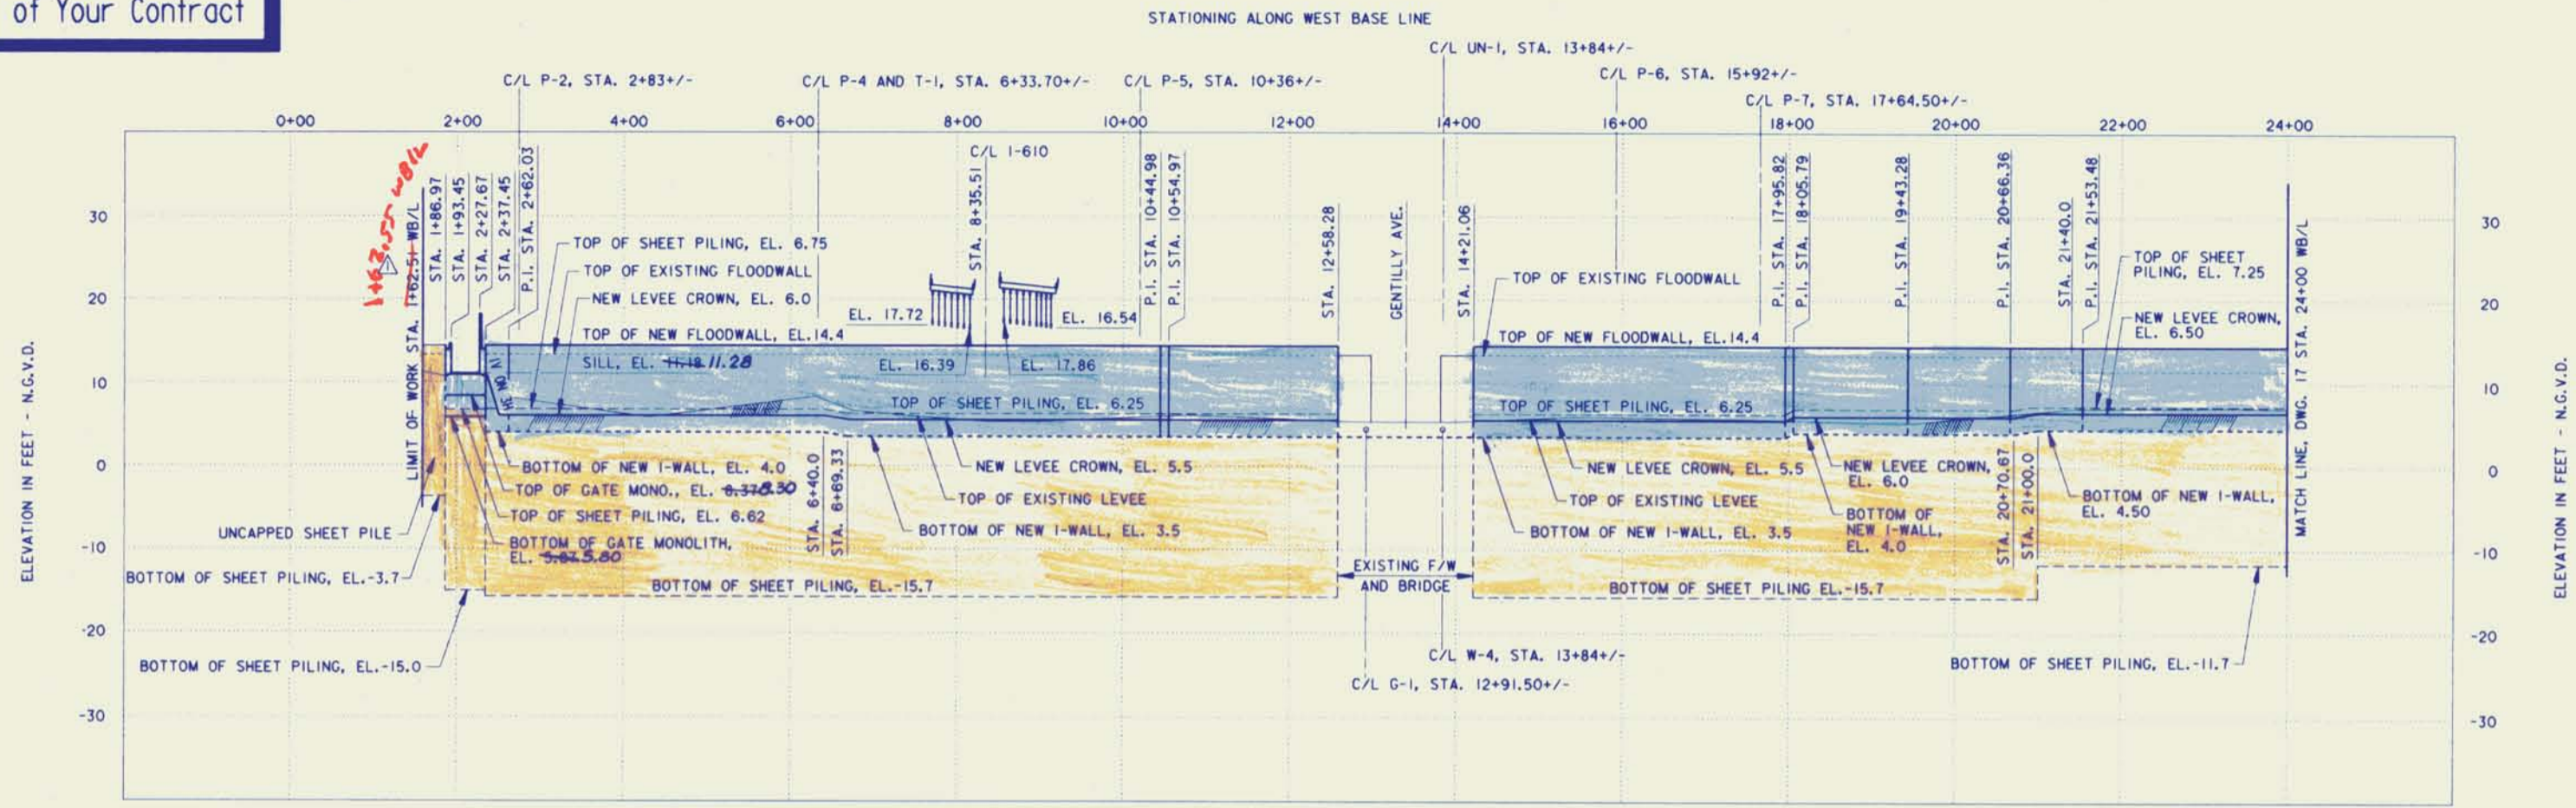 of Your Contract
STATIONING ALONG WEST BASE LINE
C/L UN-1, STA. 13+84+/-
C/L P-2, STA. 2+83+/-
C/L P-4 AND T-1, STA. 6+33.70+/-
C/L P-5, STA. 10+36+/-
C/L P-6, STA. 15+92+/-
C/L P-7, STA. 17+64.50+/-
0+00
2+00
4+00
6+00
8+00
10+00
12+00
14+00
16+00
18+00
20+00
22+00
24+00
1+62.55 WB/L
LIMIT OF WORK STA. 1+62.51 WB/L
STA. 1+86.97
STA. 1+93.45
STA. 2+27.67
STA. 2+37.45
P.I. STA. 2+62.03
C/L I-610
STA. 8+35.51
P.I. STA. 10+44.98
P.I. STA. 10+54.97
STA. 12+58.28
GENTILLY AVE.
STA. 14+21.06
P.I. STA. 17+95.82
P.I. STA. 18+05.79
P.I. STA. 19+43.28
P.I. STA. 20+66.36
STA. 21+40.0
P.I. STA. 21+53.48
MATCH LINE, DWG. 17 STA. 24+00 WB/L
30
20
10
0
-10
-20
-30
ELEVATION IN FEET - N.G.V.D.
TOP OF SHEET PILING, EL. 6.75
TOP OF EXISTING FLOODWALL
NEW LEVEE CROWN, EL. 6.0
TOP OF NEW FLOODWALL, EL.14.4
SILL, EL. 11.18 11.28
EL. 17.72
EL. 16.54
EL. 16.39
EL. 17.86
TOP OF SHEET PILING, EL. 6.25
BOTTOM OF NEW I-WALL, EL. 4.0
TOP OF GATE MONO., EL. 8.37 8.30
TOP OF SHEET PILING, EL. 6.62
BOTTOM OF GATE MONOLITH,
EL. 5.87 5.80
UNCAPPED SHEET PILE
BOTTOM OF SHEET PILING, EL.-3.7
BOTTOM OF SHEET PILING, EL.-15.0
STA. 6+40.0
STA. 6+69.33
NEW LEVEE CROWN, EL. 5.5
TOP OF EXISTING LEVEE
BOTTOM OF NEW I-WALL, EL. 3.5
BOTTOM OF SHEET PILING, EL.-15.7
EXISTING F/W
AND BRIDGE
C/L W-4, STA. 13+84+/-
C/L G-1, STA. 12+91.50+/-
TOP OF EXISTING FLOODWALL
TOP OF NEW FLOODWALL, EL.14.4
TOP OF SHEET PILING, EL. 6.25
NEW LEVEE CROWN, EL. 5.5
TOP OF EXISTING LEVEE
BOTTOM OF NEW I-WALL, EL. 3.5
NEW LEVEE CROWN,
EL. 6.0
BOTTOM OF
NEW I-WALL,
EL. 4.0
STA. 20+70.67
STA. 21+00.0
BOTTOM OF SHEET PILING EL.-15.7
TOP OF SHEET
PILING, EL. 7.25
NEW LEVEE CROWN,
EL. 6.50
BOTTOM OF NEW I-WALL,
EL. 4.50
BOTTOM OF SHEET PILING, EL.-11.7
30
20
10
0
-10
-20
-30
ELEVATION IN FEET - N.G.V.D.